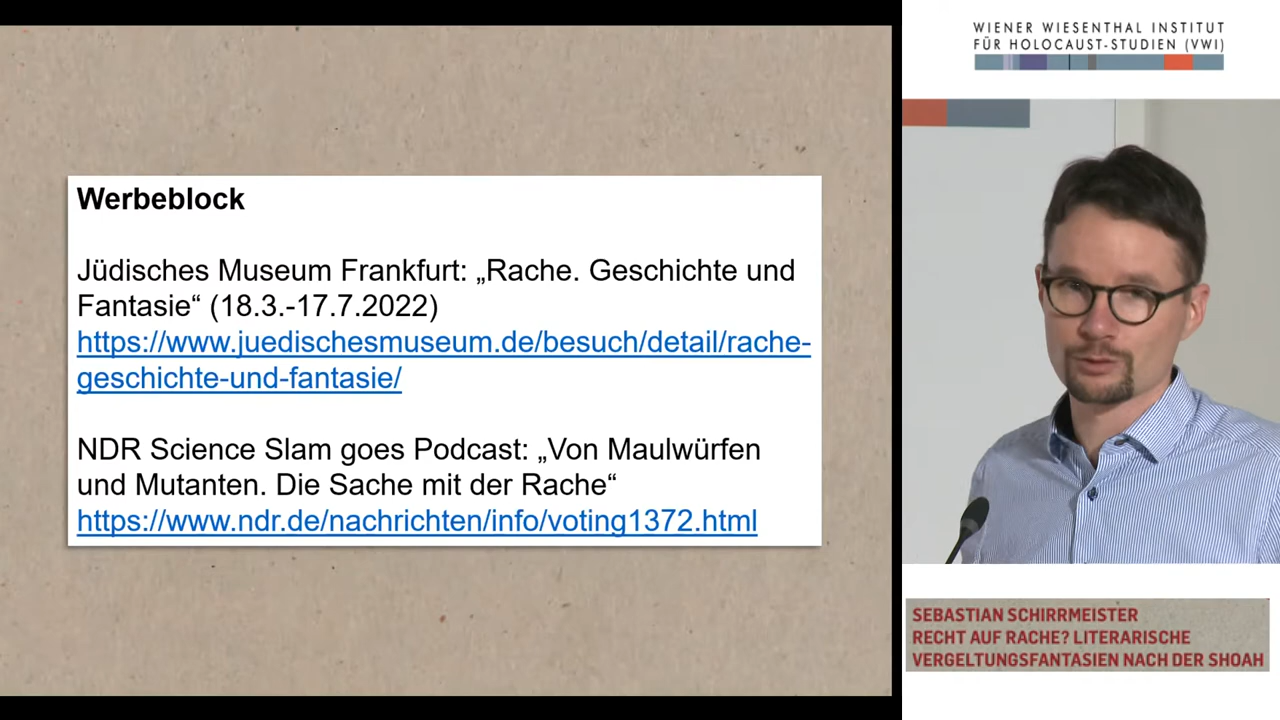 Werbeblock
Jüdisches Museum Frankfurt: „Rache. Geschichte und
Fantasie“ (18.3.-17.7.2022)
https://www.juedischesmuseum.de/besuch/detail/rache-
geschichte-und-fantasie/
NDR Science Slam goes Podcast: „Von Maulwürfen
und Mutanten. Die Sache mit der Rache“
https://www.ndr.de/nachrichten/info/voting1372.html
WIENER WIESENTHAL INSTITUT
FÜR HOLOCAUST-STUDIEN (VWI)
SEBASTIAN SCHIRRMEISTER
RECHT AUF RACHE? LITERARISCHE
VERGELTUNGSFANTASIEN NACH DER SHOAH